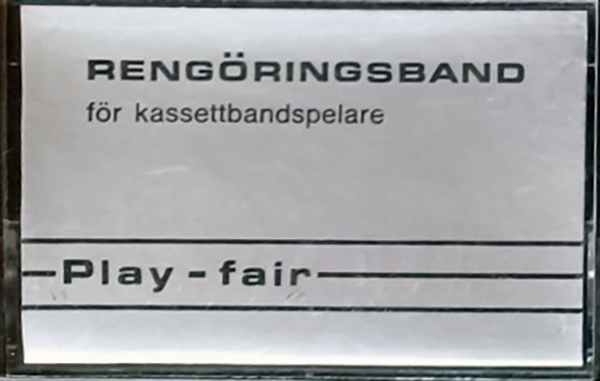 RENGÖRINGSBAND
för kassettbandspelare
Play-fair